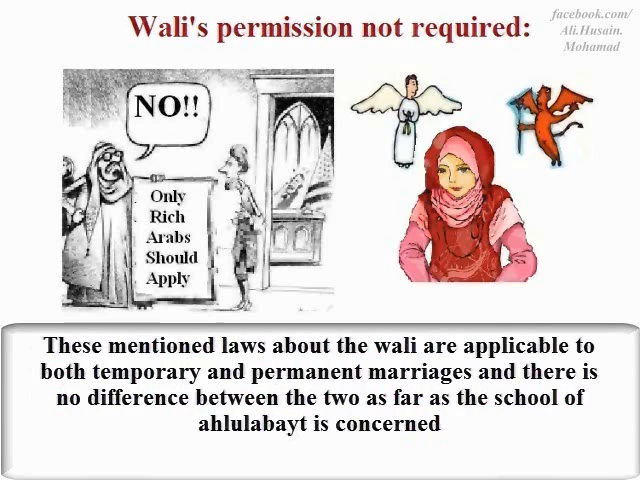 Wali's permission not required:
facebook.com/
Ali.Husain.
Mohamad
NO!!
Only
Rich
Arabs
Should
Apply
These mentioned laws about the wali are applicable to
both temporary and permanent marriages and there is
no difference between the two as far as the school of
ahlulabayt is concerned